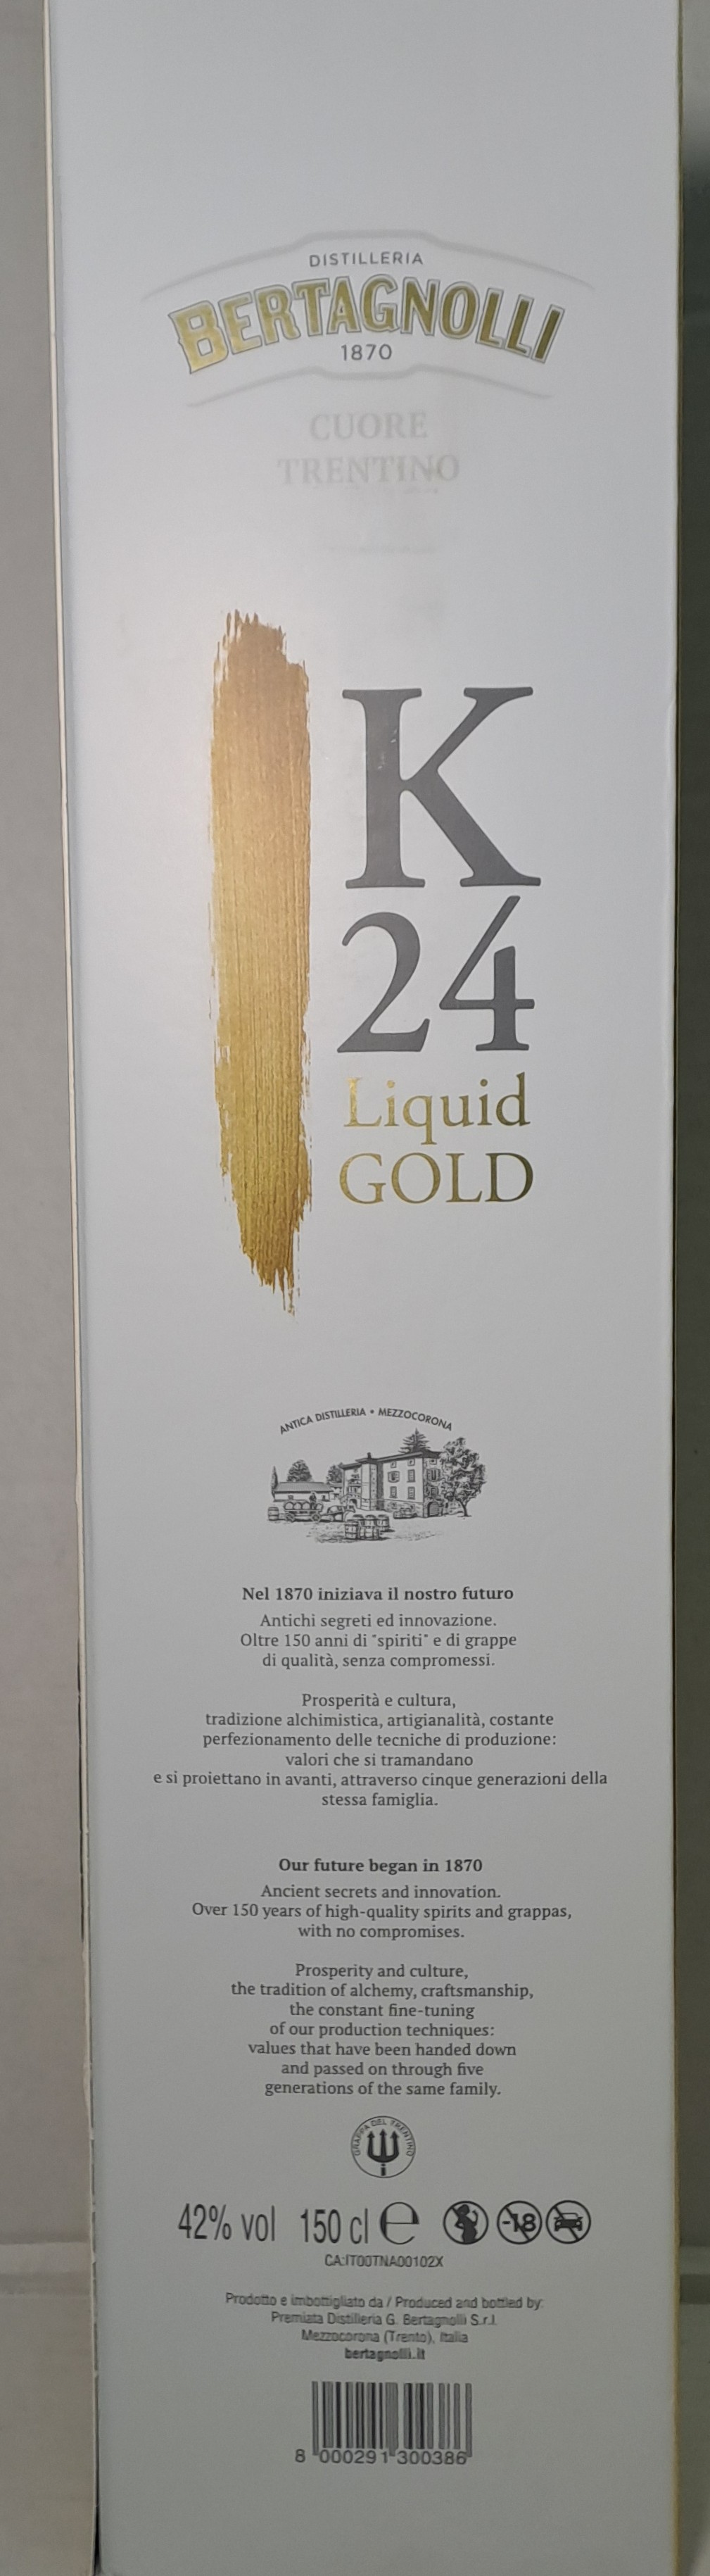 DISTILLERIA
BERTAGNOLLI
1870
CUORE
TRENTINO
K
24
Liquid
GOLD
ANTICA DISTILLERIA • MEZZOCORONA
Nel 1870 iniziava il nostro futuro
Antichi segreti ed innovazione.
Oltre 150 anni di "spiriti" e di grappe
di qualità, senza compromessi.
Prosperità e cultura,
tradizione alchimistica, artigianalità, costante
perfezionamento delle tecniche di produzione:
valori che si tramandano
e si proiettano in avanti, attraverso cinque generazioni della
stessa famiglia.
Our future began in 1870
Ancient secrets and innovation.
Over 150 years of high-quality spirits and grappas,
with no compromises.
Prosperity and culture,
the tradition of alchemy, craftsmanship,
the constant fine-tuning
of our production techniques:
values that have been handed down
and passed on through five
generations of the same family.
GRAPPA DEL TRENTINO
42% vol 150 cl e -18
CA:IT00TNA00102X
Prodotto e imbottigliato da / Produced and bottled by:
Premiata Distilleria G. Bertagnolli S.r.l.
Mezzocorona (Trento), Italia
bertagnolli.it
8 000291 300386